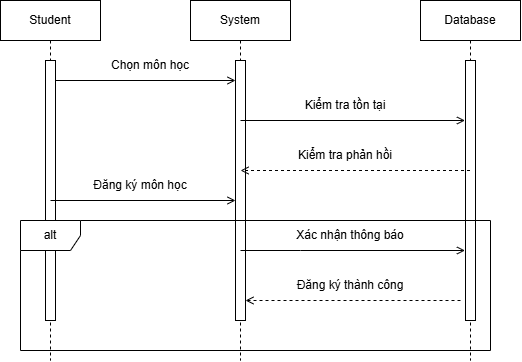 Student
System
Database
Chọn môn học
Kiểm tra tồn tại
Kiểm tra phản hồi
Đăng ký môn học
alt
Xác nhận thông báo
Đăng ký thành công